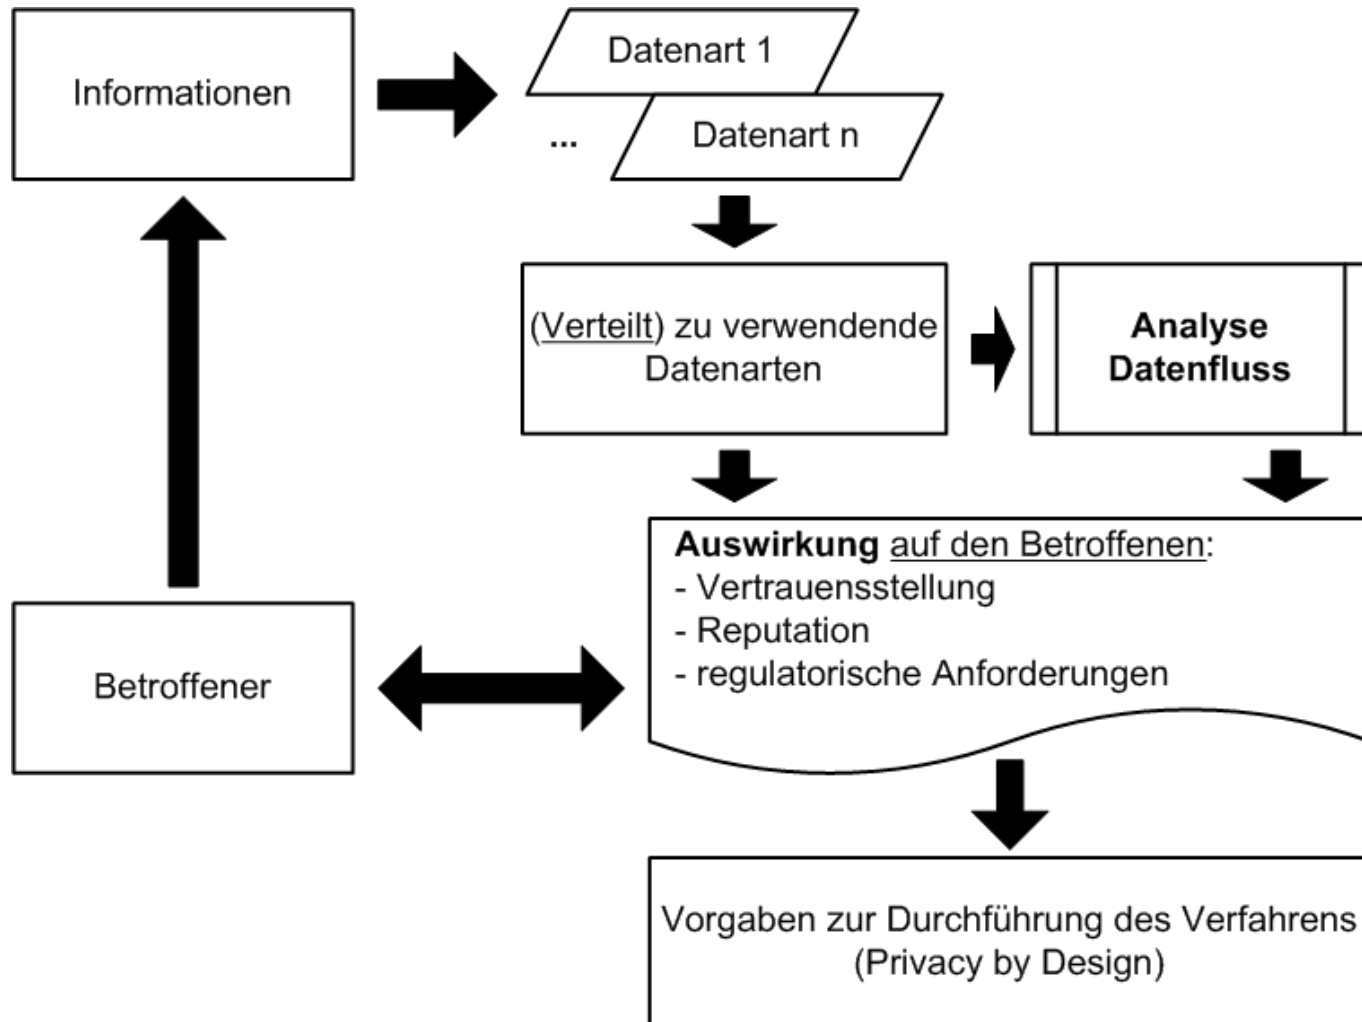 Informationen
Datenart 1
...
Datenart n
(Verteilt) zu verwendende
Datenarten
Analyse
Datenfluss
Auswirkung auf den Betroffenen:
- Vertrauensstellung
- Reputation
- regulatorische Anforderungen
Betroffener
Vorgaben zur Durchführung des Verfahrens
(Privacy by Design)